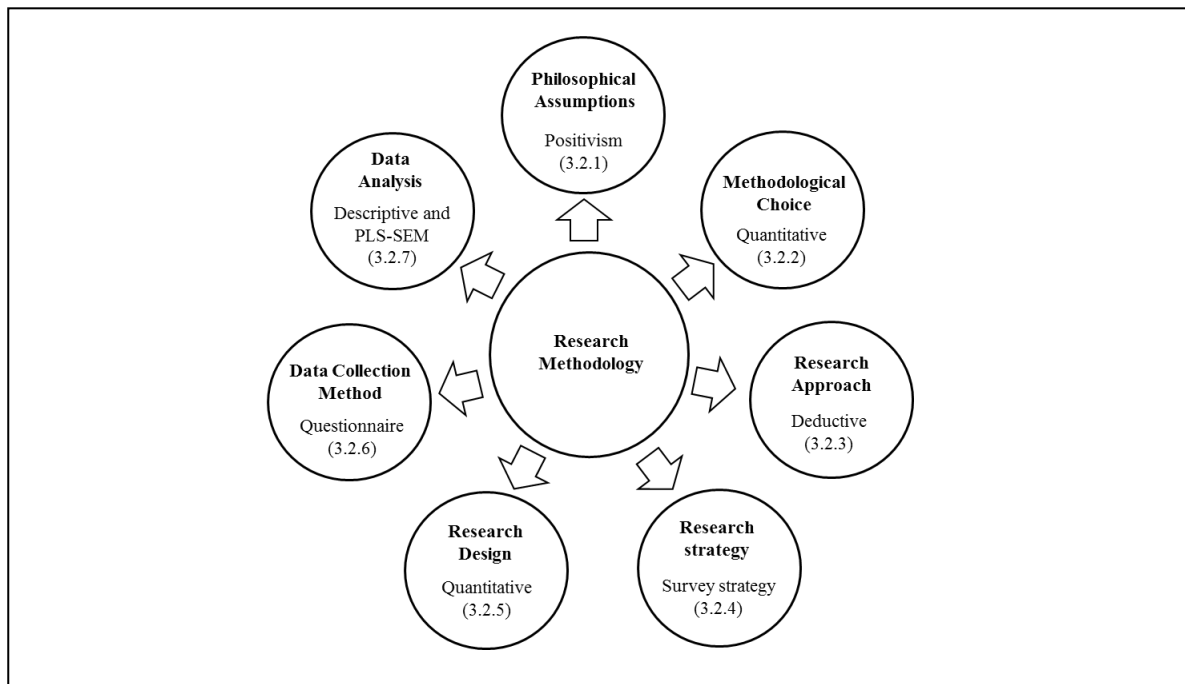 Philosophical
Assumptions
Positivism
(3.2.1)
Methodological
Choice
Quantitative
(3.2.2)
Research
Approach
Deductive
(3.2.3)
Research
strategy
Survey strategy
(3.2.4)
Research
Design
Quantitative
(3.2.5)
Data Collection
Method
Questionnaire
(3.2.6)
Data
Analysis
Descriptive and
PLS-SEM
(3.2.7)
Research
Methodology